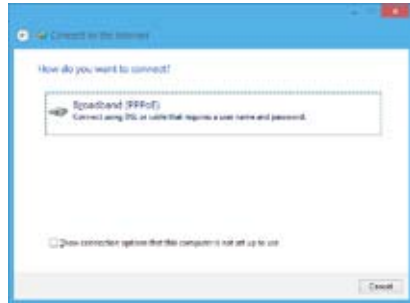 Connect to the Internet
How do you want to connect?
Broadband (PPPoE)
Connect using DSL or cable that requires a user name and password.
Show connection options that this computer is not set up to use
Cancel